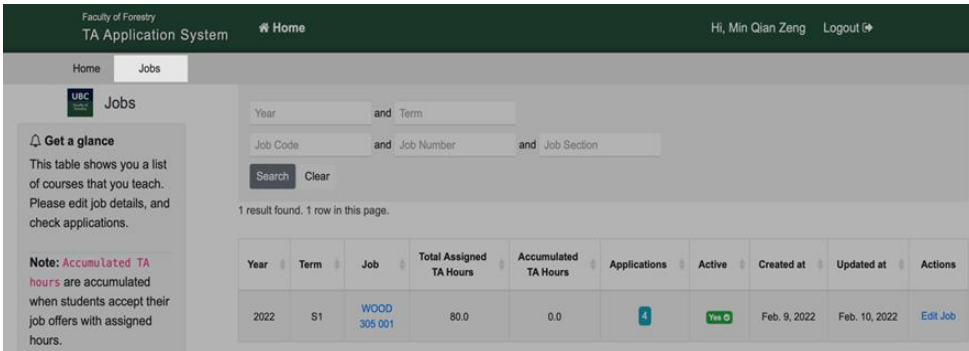 Faculty of Forestry
TA Application System
Home
Hi, Min Qian Zeng
Logout
Home
Jobs
UBC
Jobs
Get a glance
This table shows you a list
of courses that you teach.
Please edit job details, and
check applications.
Note: Accumulated TA
hours are accumulated
when students accept their
job offers with assigned
hours.
Year and Term
Job Code and Job Number and Job Section
Search Clear
1 result found. 1 row in this page.
Year Term Job Total Assigned TA Hours Accumulated TA Hours Applications Active Created at Updated at Actions
2022 S1 WOOD 305 001 80.0 0.0 4 Yes Feb. 9, 2022 Feb. 10, 2022 Edit Job